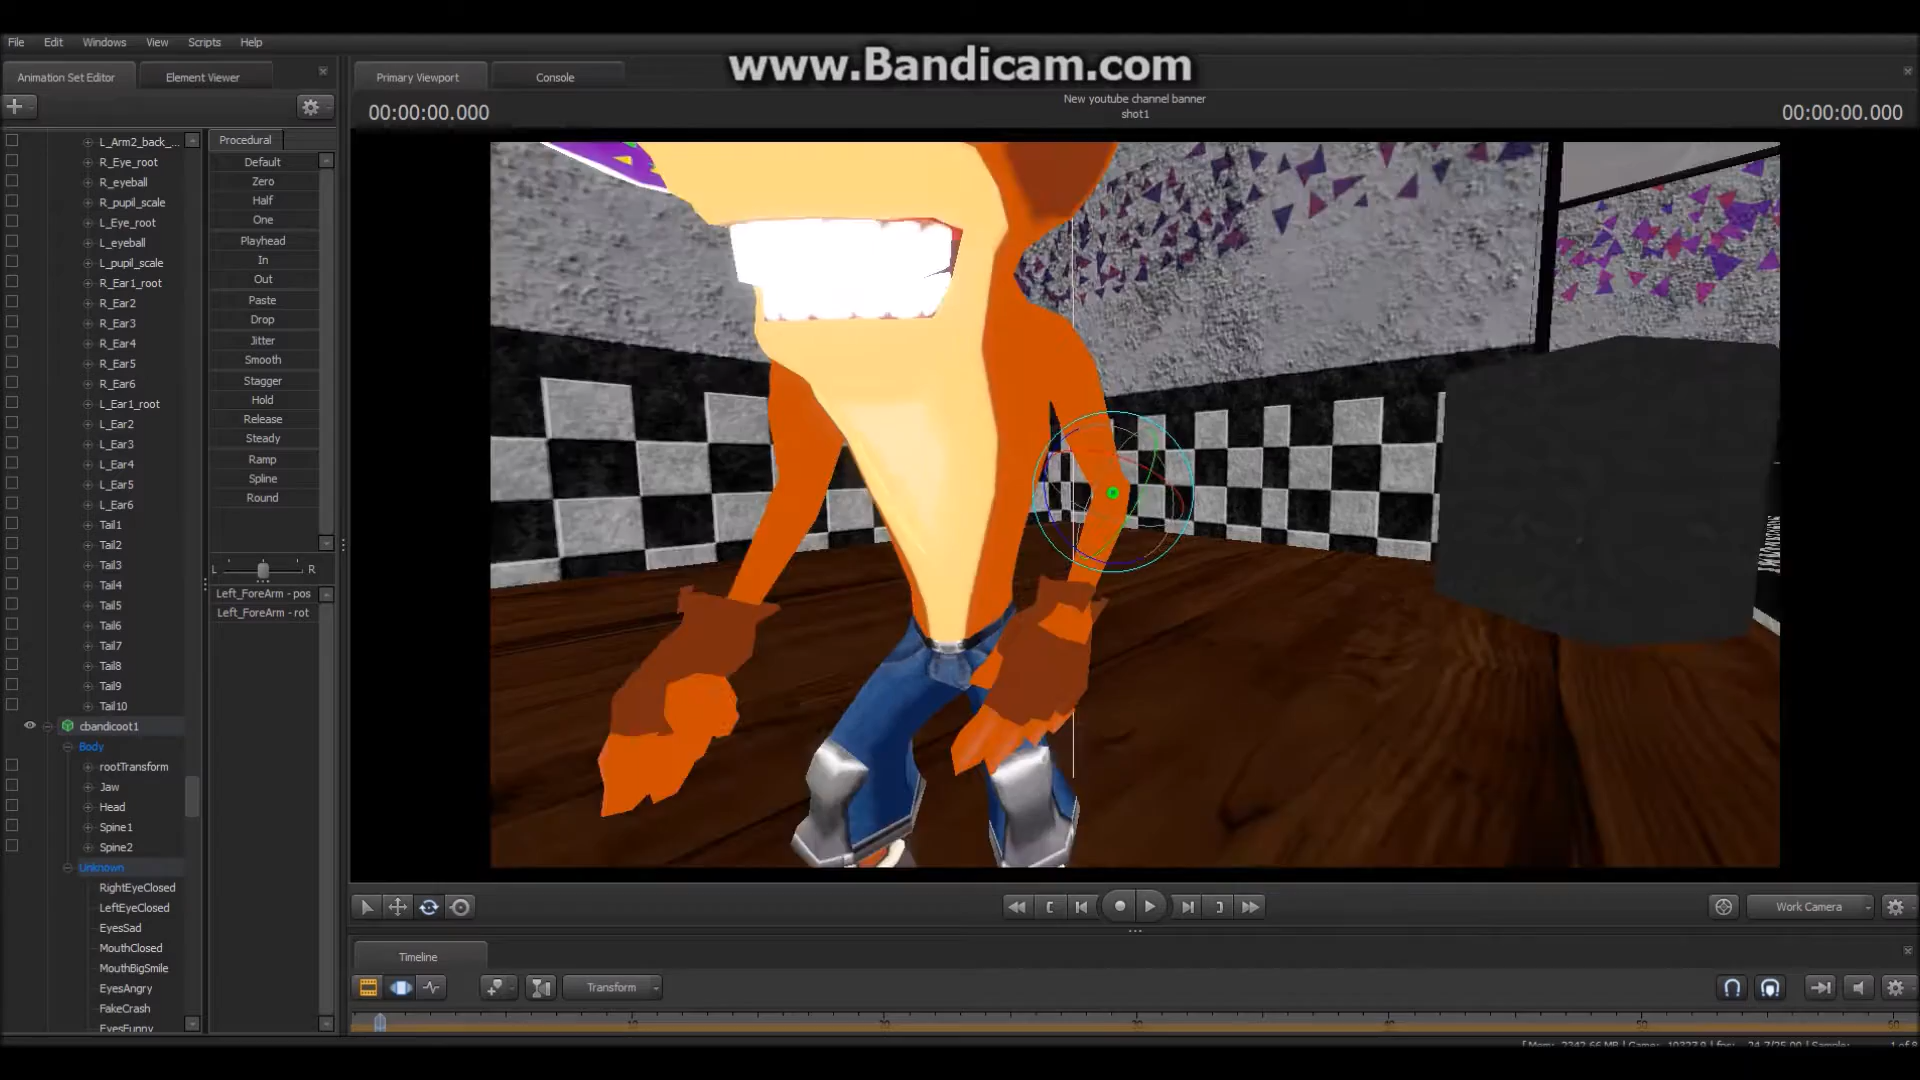 www.Bandicam.com
File Edit Windows View Scripts Help
Animation Set Editor Element Viewer
Primary Viewport Console
New youtube channel banner
shot1
00:00:00.000
00:00:00.000
L_Arm2_back_...
R_Eye_root
R_eyeball
R_pupil_scale
L_Eye_root
L_eyeball
L_pupil_scale
R_Ear1_root
R_Ear2
R_Ear3
R_Ear4
R_Ear5
R_Ear6
L_Ear1_root
L_Ear2
L_Ear3
L_Ear4
L_Ear5
L_Ear6
Tail1
Tail2
Tail3
Tail4
Tail5
Tail6
Tail7
Tail8
Tail9
Tail10
cbandicoot1
Body
rootTransform
Jaw
Head
Spine1
Spine2
Unknown
RightEyeClosed
LeftEyeClosed
EyesSad
MouthClosed
MouthBigSmile
EyesAngry
FakeCrash
EyesFunny
Procedural
Default
Zero
Half
One
Playhead
In
Out
Paste
Drop
Jitter
Smooth
Stagger
Hold
Release
Steady
Ramp
Spline
Round
L R
Left_ForeArm - pos
Left_ForeArm - rot
Work Camera
Timeline
Transform